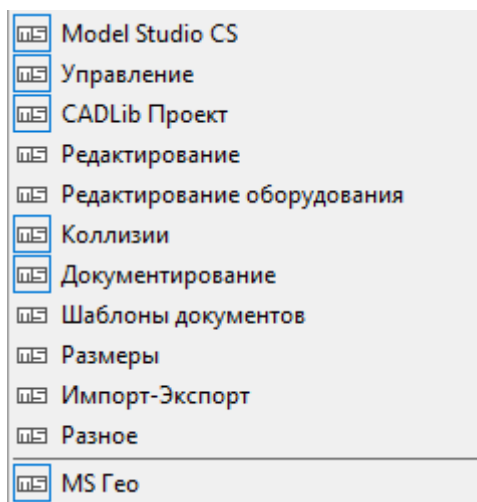 Model Studio CS
Управление
CADLib Проект
Редактирование
Редактирование оборудования
Коллизии
Документирование
Шаблоны документов
Размеры
Импорт-Экспорт
Разное
MS Гео